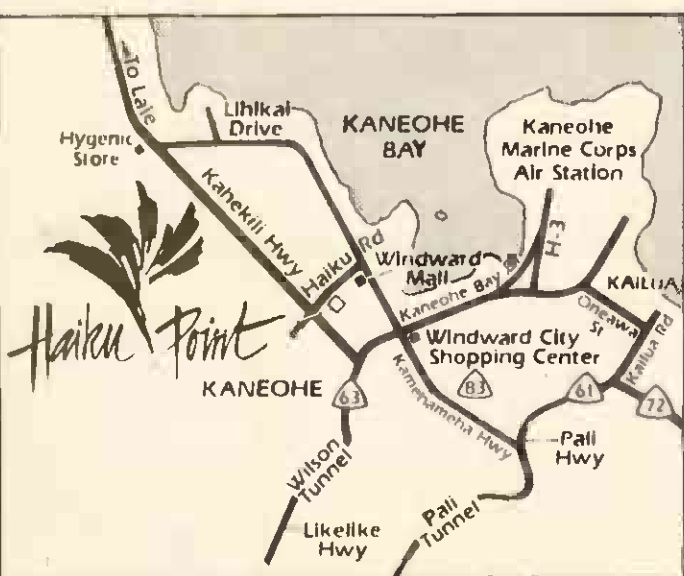 To Laie
Lihikai
Drive
KANEOHE
BAY
Kaneohe
Marine Corps
Air Station
Hygenic
Store
Kahekili Hwy
Haiku Rd
Windward
Mall
H-3
Kaneohe Bay
KAILUA
Oneawa
St
Kailua Rd
Haiku Point
Windward City
Shopping Center
KANEOHE
Kamehameha Hwy
63
83
61
72
Pali
Hwy
Wilson
Tunnel
Pali
Tunnel
Likelike
Hwy